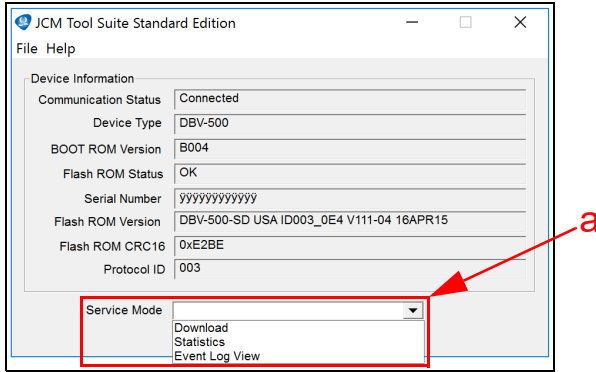 JCM Tool Suite Standard Edition
File Help
Device Information
Communication Status Connected
Device Type DBV-500
BOOT ROM Version B004
Flash ROM Status OK
Serial Number ÿÿÿÿÿÿÿÿÿÿÿÿ
Flash ROM Version DBV-500-SD USA ID003_0E4 V111-04 16APR15
Flash ROM CRC16 0xE2BE
Protocol ID 003
a
Service Mode
Download
Statistics
Event Log View